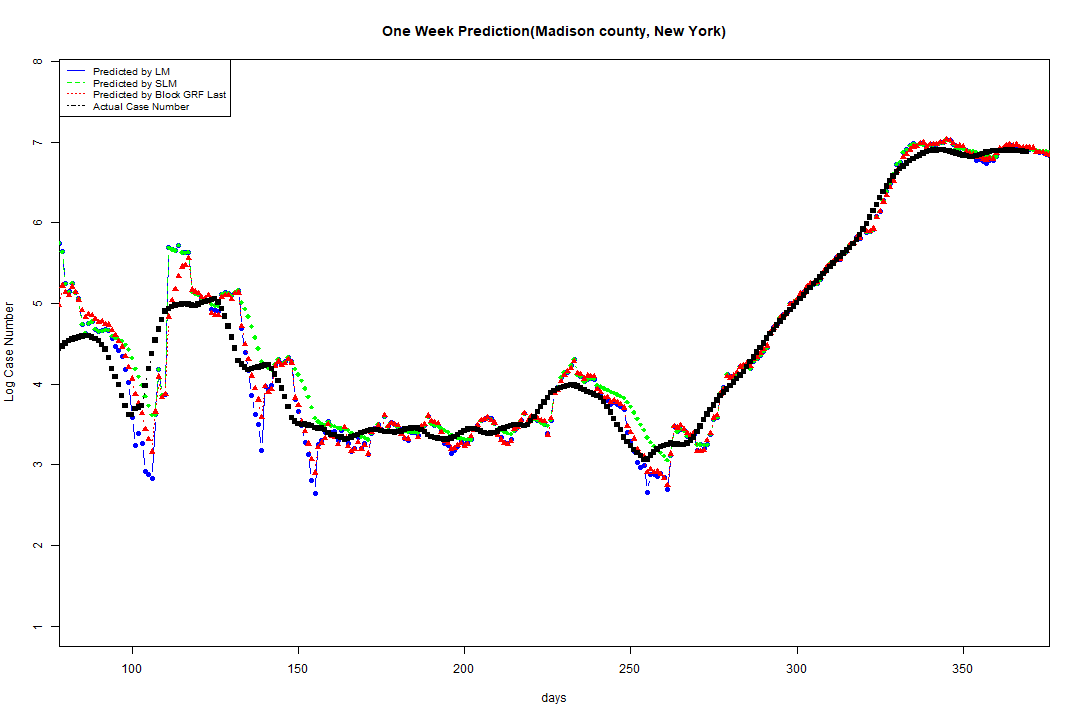 One Week Prediction(Madison county, New York)
Predicted by LM
Predicted by SLM
Predicted by Block GRF Last
Actual Case Number
8
7
6
5
4
3
2
1
Log Case Number
100 150 200 250 300 350
days